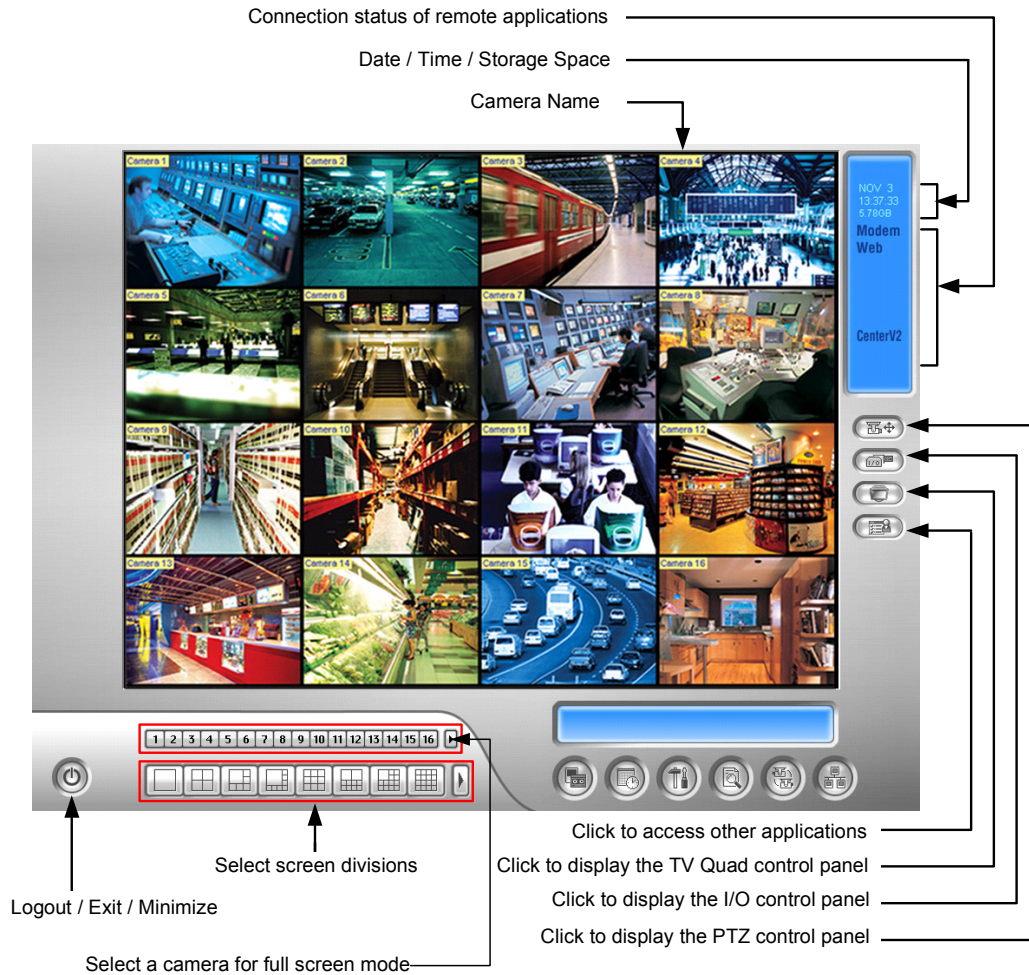 Connection status of remote applications
Date / Time / Storage Space
Camera Name
Camera 1
Camera 2
Camera 3
Camera 4
NOV 3
13:37:33
5.78GB
Modem
Web
CenterV2
Camera 5
Camera 6
Camera 7
Camera 8
I/O
Camera 9
Camera 10
Camera 11
Camera 12
Camera 13
Camera 14
Camera 15
Camera 16
1 2 3 4 5 6 7 8 9 10 11 12 13 14 15 16
Click to access other applications
Select screen divisions
Click to display the TV Quad control panel
Logout / Exit / Minimize
Click to display the I/O control panel
Click to display the PTZ control panel
Select a camera for full screen mode